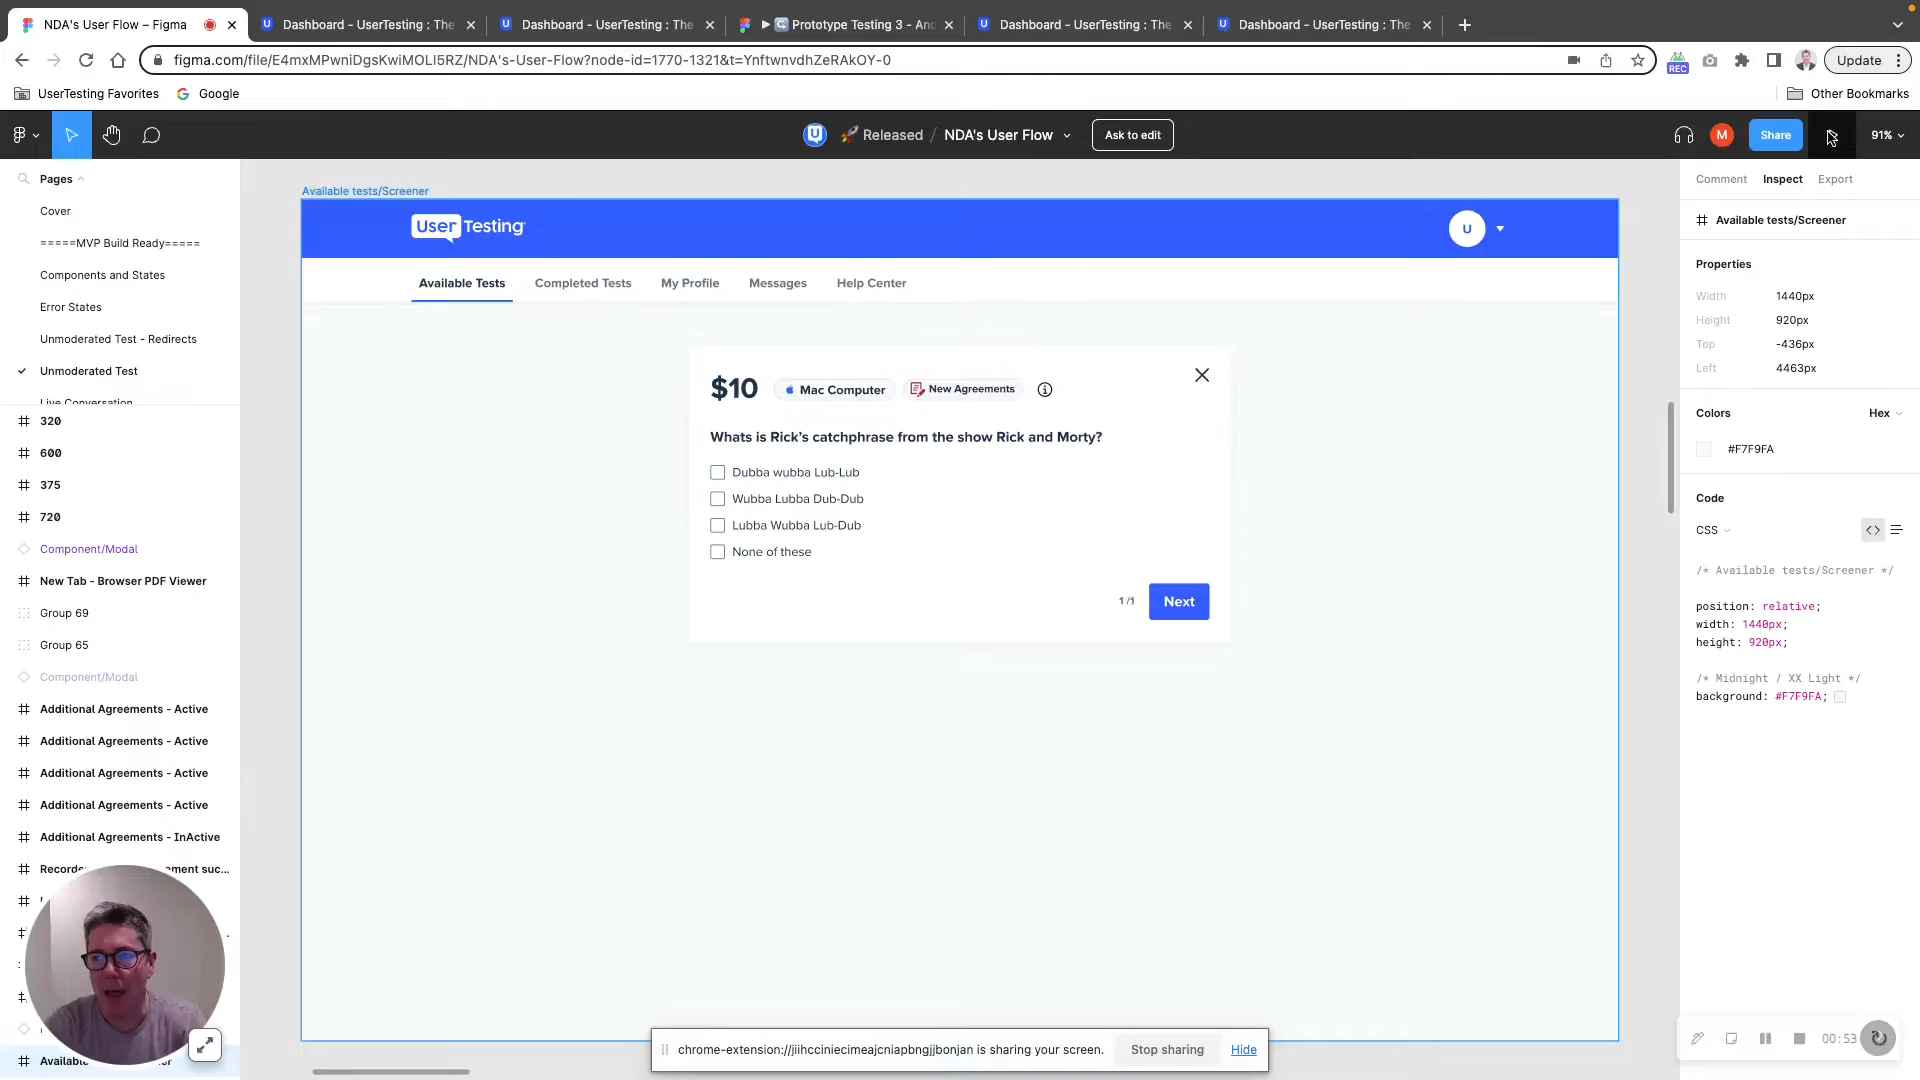 NDA's User Flow – Figma
Dashboard - UserTesting : The
Dashboard - UserTesting : The
Prototype Testing 3 - And
Dashboard - UserTesting : The
Dashboard - UserTesting : The
figma.com/file/E4mxMPwniDgsKwiMOLI5RZ/NDA's-User-Flow?node-id=1770-1321&t=YnftwnvdhZeRAkOY-0
REC
Update
UserTesting Favorites
Google
Other Bookmarks
Released / NDA's User Flow
Ask to edit
M
Share
91%
Pages
Cover
=====MVP Build Ready=====
Components and States
Error States
Unmoderated Test - Redirects
Unmoderated Test
Live Conversation
320
600
375
720
Component/Modal
New Tab - Browser PDF Viewer
Group 69
Group 65
Component/Modal
Additional Agreements - Active
Additional Agreements - Active
Additional Agreements - Active
Additional Agreements - Active
Additional Agreements - InActive
Available tests/Screener
User Testing
U
Available Tests
Completed Tests
My Profile
Messages
Help Center
$10
Mac Computer
New Agreements
Whats is Rick's catchphrase from the show Rick and Morty?
Dubba wubba Lub-Lub
Wubba Lubba Dub-Dub
Lubba Wubba Lub-Dub
None of these
1 /1
Next
Comment
Inspect
Export
Available tests/Screener
Properties
Width 1440px
Height 920px
Top -436px
Left 4463px
Colors
Hex
#F7F9FA
Code
CSS
/* Available tests/Screener */
position: relative;
width: 1440px;
height: 920px;
/* Midnight / XX Light */
background: #F7F9FA;
chrome-extension://jiihcciniecimeajcniapbngjjbonjan is sharing your screen.
Stop sharing
Hide
00:53